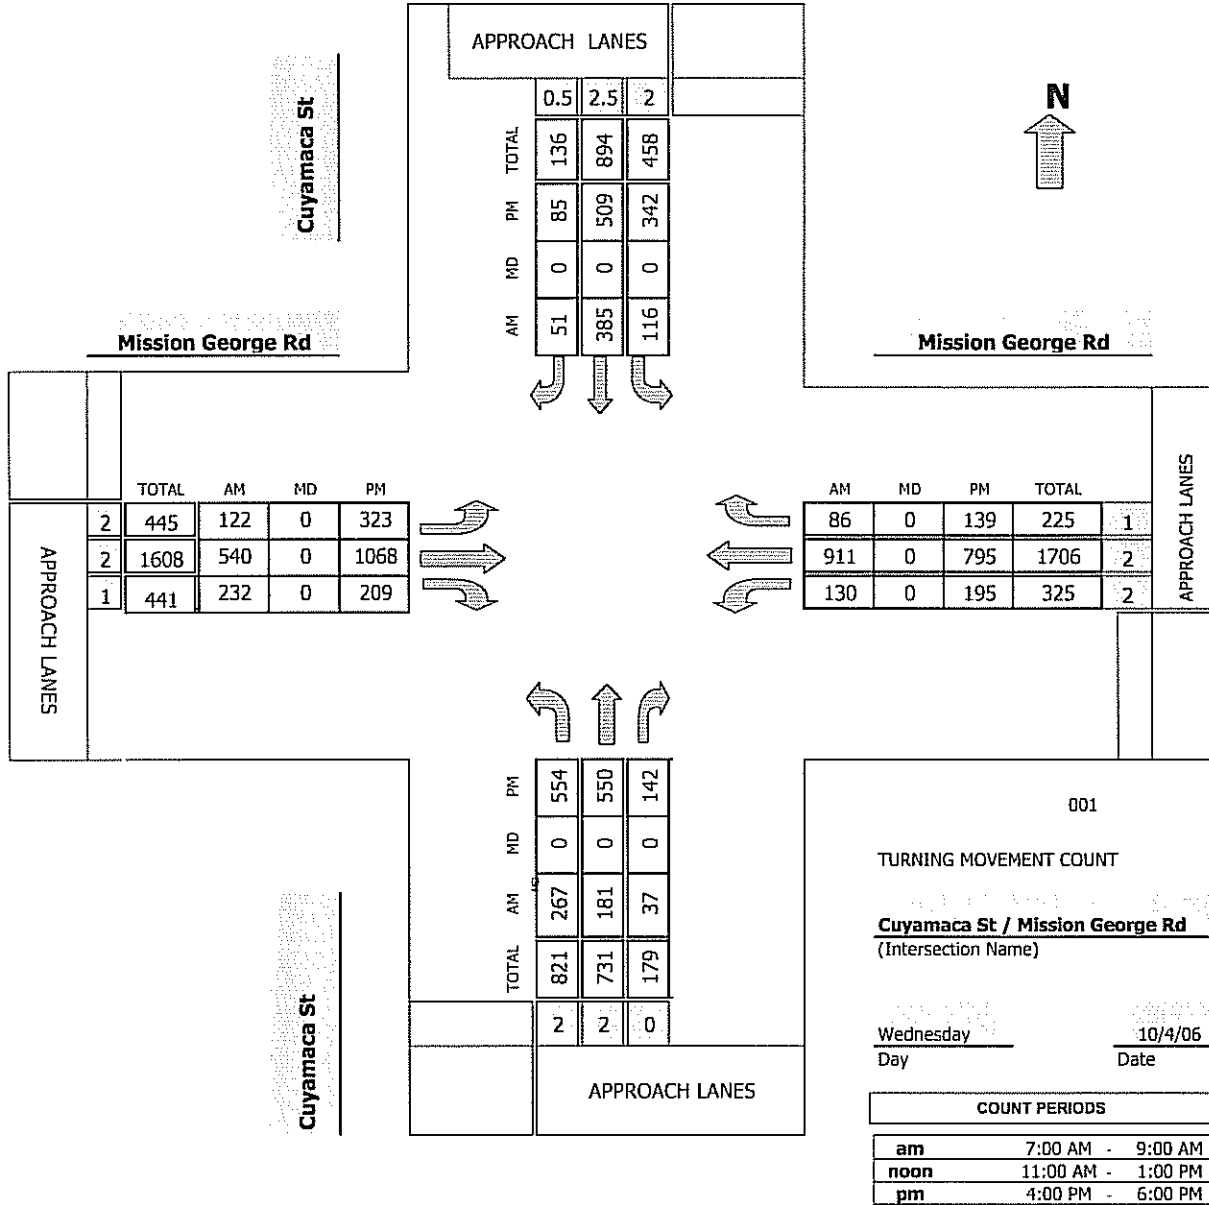 APPROACH LANES
0.5 2.5 2
TOTAL 136 894 458
PM 85 509 342
MD 0 0 0
AM 51 385 116
N
Cuyamaca St
Mission George Rd
Mission George Rd
TOTAL AM MD PM
2 445 122 0 323
2 1608 540 0 1068
1 441 232 0 209
APPROACH LANES
AM MD PM TOTAL
86 0 139 225 1
911 0 795 1706 2
130 0 195 325 2
APPROACH LANES
PM 554 550 142
MD 0 0 0
AM 267 181 37
TOTAL 821 731 179
2 2 0
APPROACH LANES
Cuyamaca St
001
TURNING MOVEMENT COUNT
Cuyamaca St / Mission George Rd
(Intersection Name)
Wednesday 10/4/06
Day Date
COUNT PERIODS
am 7:00 AM - 9:00 AM
noon 11:00 AM - 1:00 PM
pm 4:00 PM - 6:00 PM